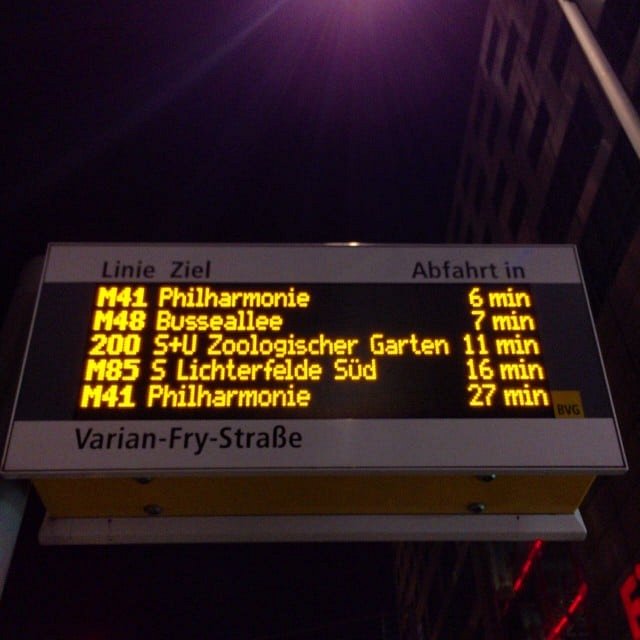 Linie Ziel Abfahrt in
M41 Philharmonie 6 min
M48 Busseallee 7 min
200 S+U Zoologischer Garten 11 min
M85 S Lichterfelde Süd 16 min
M41 Philharmonie 27 min
BVG
Varian-Fry-Straße